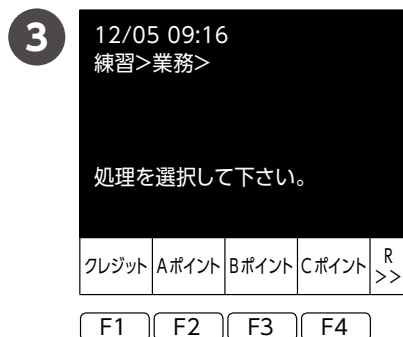 3
12/05 09:16
練習>業務>
処理を選択して下さい。
クレジット Aポイント Bポイント Cポイント R >>
F1 F2 F3 F4